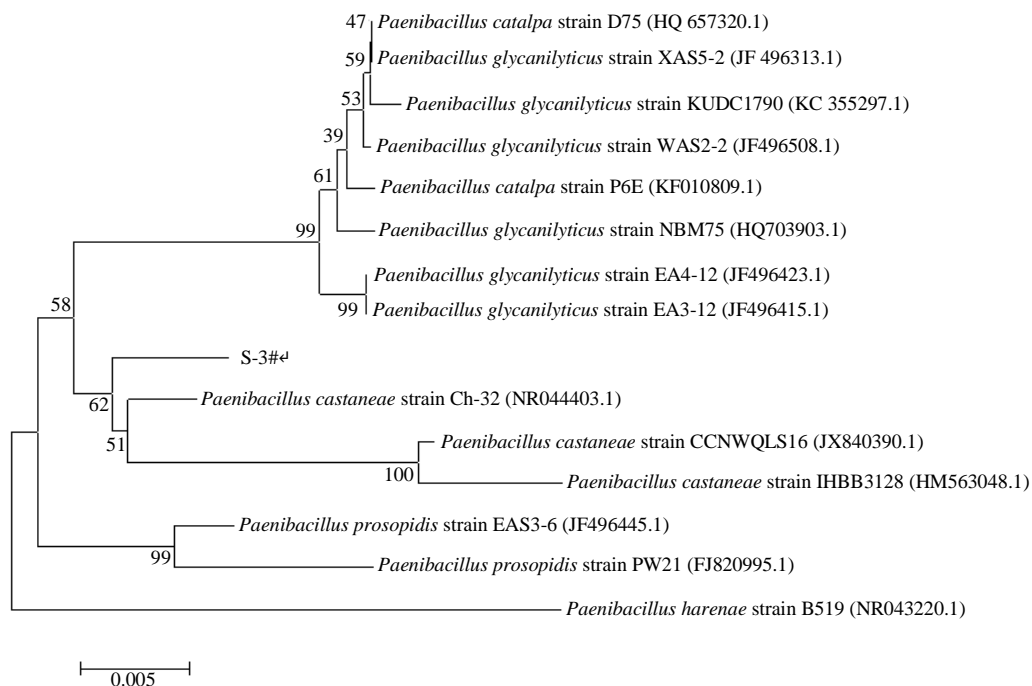 47 Paenibacillus catalpa strain D75 (HQ 657320.1)
59 Paenibacillus glycanilyticus strain XAS5-2 (JF 496313.1)
53 Paenibacillus glycanilyticus strain KUDC1790 (KC 355297.1)
39 Paenibacillus glycanilyticus strain WAS2-2 (JF496508.1)
61 Paenibacillus catalpa strain P6E (KF010809.1)
99 Paenibacillus glycanilyticus strain NBM75 (HQ703903.1)
Paenibacillus glycanilyticus strain EA4-12 (JF496423.1)
99 Paenibacillus glycanilyticus strain EA3-12 (JF496415.1)
58
S-3#↵
62 Paenibacillus castaneae strain Ch-32 (NR044403.1)
51 Paenibacillus castaneae strain CCNWQLS16 (JX840390.1)
100 Paenibacillus castaneae strain IHBB3128 (HM563048.1)
Paenibacillus prosopidis strain EAS3-6 (JF496445.1)
99 Paenibacillus prosopidis strain PW21 (FJ820995.1)
Paenibacillus harenae strain B519 (NR043220.1)
0.005